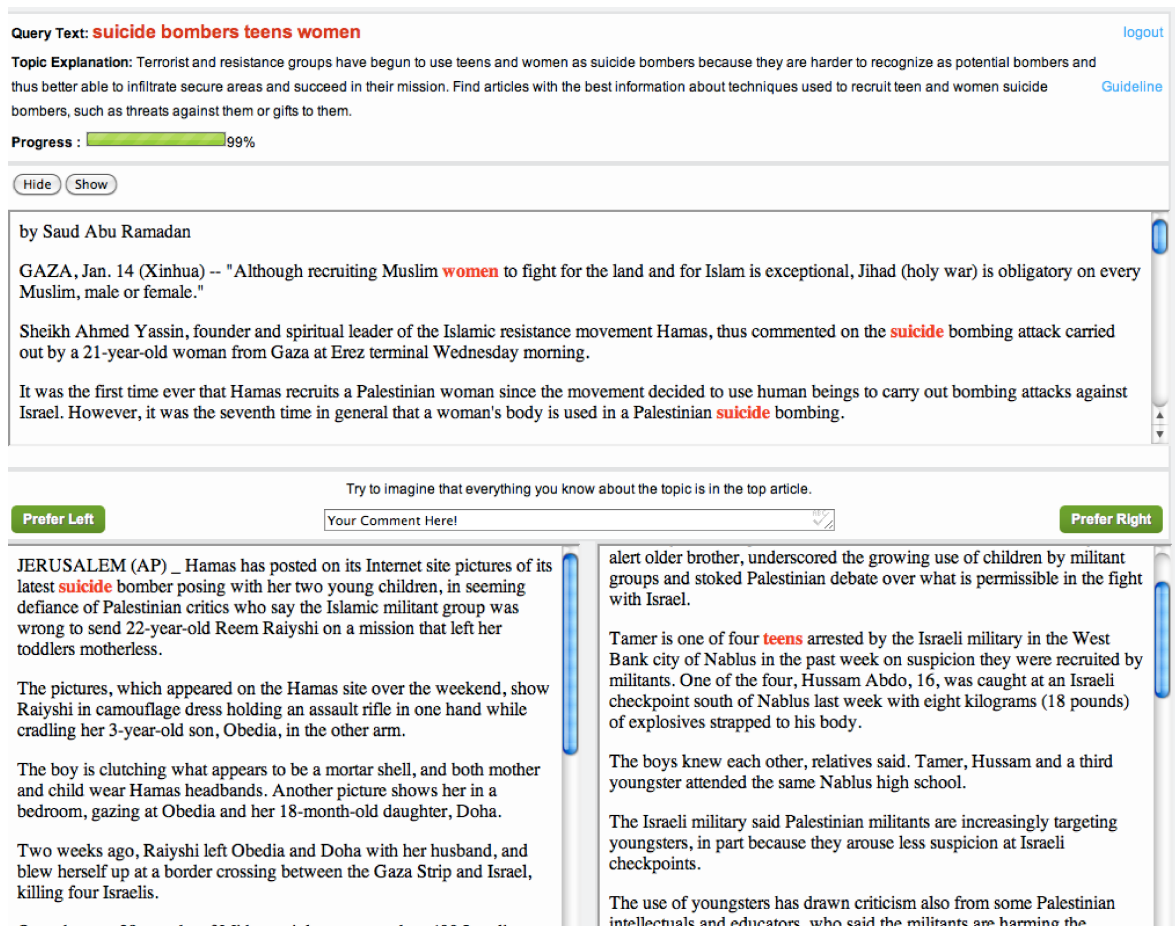 Query Text: suicide bombers teens women
logout
Topic Explanation: Terrorist and resistance groups have begun to use teens and women as suicide bombers because they are harder to recognize as potential bombers and
thus better able to infiltrate secure areas and succeed in their mission. Find articles with the best information about techniques used to recruit teen and women suicide
Guideline
bombers, such as threats against them or gifts to them.
Progress : 99%
Hide Show
by Saud Abu Ramadan
GAZA, Jan. 14 (Xinhua) -- "Although recruiting Muslim women to fight for the land and for Islam is exceptional, Jihad (holy war) is obligatory on every
Muslim, male or female."
Sheikh Ahmed Yassin, founder and spiritual leader of the Islamic resistance movement Hamas, thus commented on the suicide bombing attack carried
out by a 21-year-old woman from Gaza at Erez terminal Wednesday morning.
It was the first time ever that Hamas recruits a Palestinian woman since the movement decided to use human beings to carry out bombing attacks against
Israel. However, it was the seventh time in general that a woman's body is used in a Palestinian suicide bombing.
Try to imagine that everything you know about the topic is in the top article.
Prefer Left
Your Comment Here!
Prefer Right
JERUSALEM (AP) _ Hamas has posted on its Internet site pictures of its
latest suicide bomber posing with her two young children, in seeming
defiance of Palestinian critics who say the Islamic militant group was
wrong to send 22-year-old Reem Raiyshi on a mission that left her
toddlers motherless.
The pictures, which appeared on the Hamas site over the weekend, show
Raiyshi in camouflage dress holding an assault rifle in one hand while
cradling her 3-year-old son, Obedia, in the other arm.
The boy is clutching what appears to be a mortar shell, and both mother
and child wear Hamas headbands. Another picture shows her in a
bedroom, gazing at Obedia and her 18-month-old daughter, Doha.
Two weeks ago, Raiyshi left Obedia and Doha with her husband, and
blew herself up at a border crossing between the Gaza Strip and Israel,
killing four Israelis.
alert older brother, underscored the growing use of children by militant
groups and stoked Palestinian debate over what is permissible in the fight
with Israel.
Tamer is one of four teens arrested by the Israeli military in the West
Bank city of Nablus in the past week on suspicion they were recruited by
militants. One of the four, Hussam Abdo, 16, was caught at an Israeli
checkpoint south of Nablus last week with eight kilograms (18 pounds)
of explosives strapped to his body.
The boys knew each other, relatives said. Tamer, Hussam and a third
youngster attended the same Nablus high school.
The Israeli military said Palestinian militants are increasingly targeting
youngsters, in part because they arouse less suspicion at Israeli
checkpoints.
The use of youngsters has drawn criticism also from some Palestinian
intellectuals and educators, who said the militants are harming the